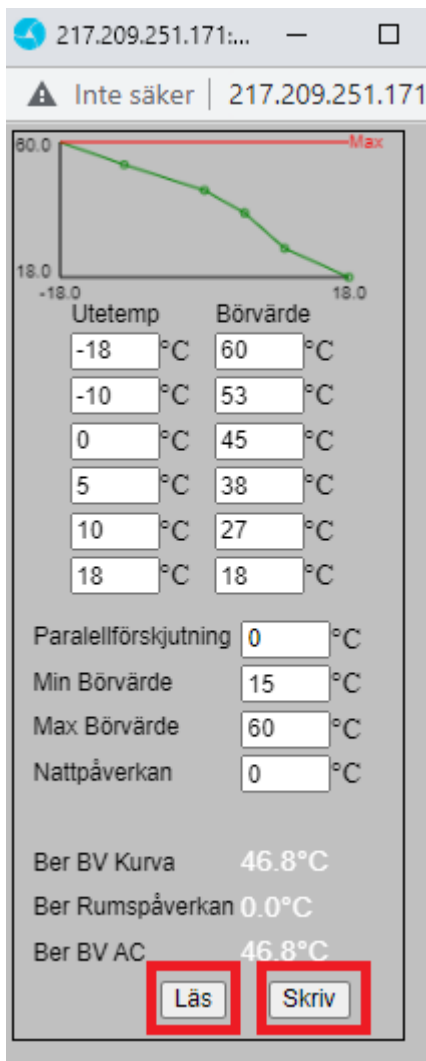 217.209.251.171:...
Inte säker | 217.209.251.171
60.0
Max
18.0
-18.0
18.0
Utetemp Börvärde
-18 °C 60 °C
-10 °C 53 °C
0 °C 45 °C
5 °C 38 °C
10 °C 27 °C
18 °C 18 °C
Paralellförskjutning 0 °C
Min Börvärde 15 °C
Max Börvärde 60 °C
Nattpåverkan 0 °C
Ber BV Kurva 46.8°C
Ber Rumspåverkan 0.0°C
Ber BV AC 46.8°C
Läs Skriv